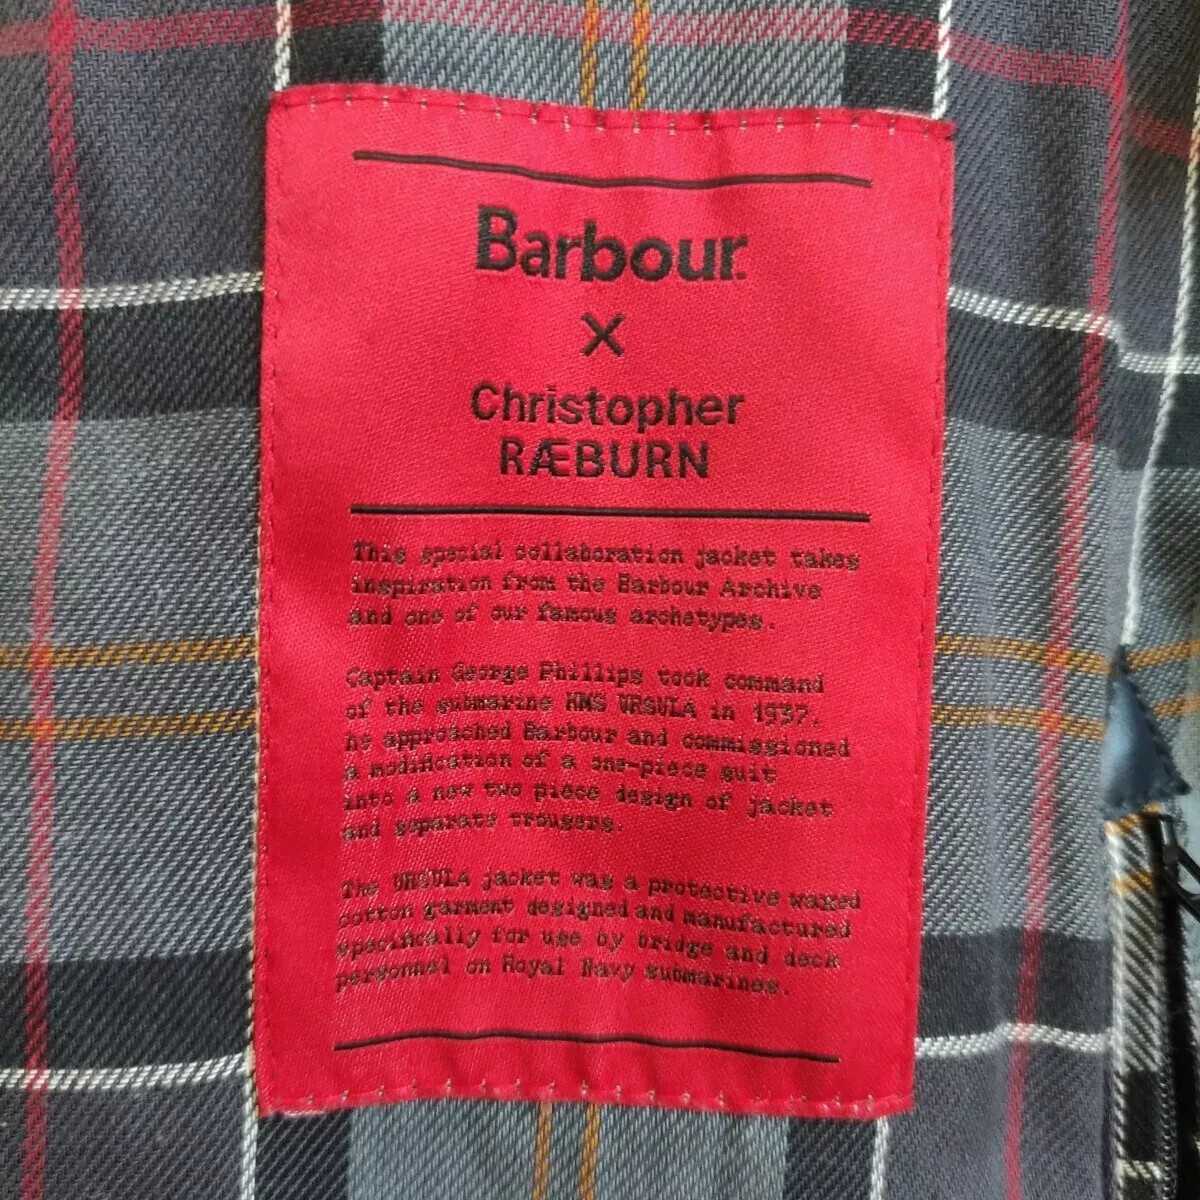 Barbour
X
Christopher
RÆBURN
This special collaboration jacket takes
inspiration from the Barbour Archive
and one of our famous archetypes.
Captain George Phillips took command
of the submarine HMS URSULA in 1937.
he approached Barbour and commissioned
a modification of a one-piece suit
into a new two piece design of jacket
and separate trousers.
The URSULA jacket was a protective waxed
cotton garment designed and manufactured
specifically for use by bridge and deck
personnel on Royal Navy submarines.